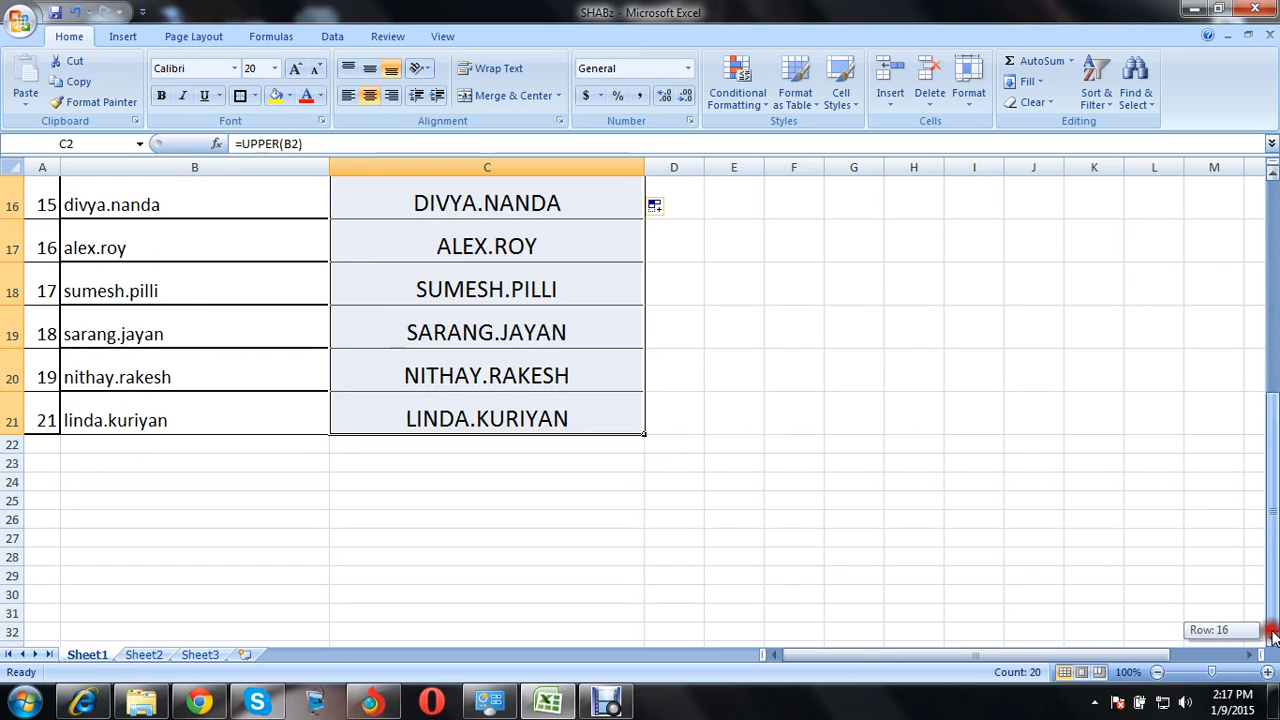 SHABz - Microsoft Excel
Home Insert Page Layout Formulas Data Review View
Paste Cut Copy Format Painter Clipboard
Calibri 20 A A B I U A Font
Wrap Text Merge & Center Alignment
General $ % , Number
Conditional Formatting Format as Table Cell Styles Styles
Insert Delete Format Cells
Σ AutoSum Fill Clear Sort & Filter Find & Select Editing
C2 fx =UPPER(B2)
A B C D E F G H I J K L M
16 15 divya.nanda DIVYA.NANDA
17 16 alex.roy ALEX.ROY
18 17 sumesh.pilli SUMESH.PILLI
19 18 sarang.jayan SARANG.JAYAN
20 19 nithay.rakesh NITHAY.RAKESH
21 21 linda.kuriyan LINDA.KURIYAN
22
23
24
25
26
27
28
29
30
31
32
Row: 16
Sheet1 Sheet2 Sheet3
Ready Count: 20 100%
2:17 PM
1/9/2015